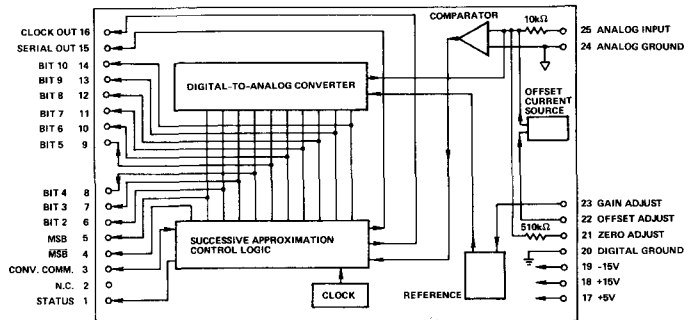 CLOCK OUT 16
SERIAL OUT 15
BIT 10 14
BIT 9 13
BIT 8 12
BIT 7 11
BIT 6 10
BIT 5 9
BIT 4 8
BIT 3 7
BIT 2 6
MSB 5
MSB 4
CONV. COMM. 3
N.C. 2
STATUS 1
DIGITAL-TO-ANALOG CONVERTER
SUCCESSIVE APPROXIMATION
CONTROL LOGIC
CLOCK
COMPARATOR
10kΩ
510kΩ
REFERENCE
OFFSET
CURRENT
SOURCE
25 ANALOG INPUT
24 ANALOG GROUND
23 GAIN ADJUST
22 OFFSET ADJUST
21 ZERO ADJUST
20 DIGITAL GROUND
19 -15V
18 +15V
17 +5V